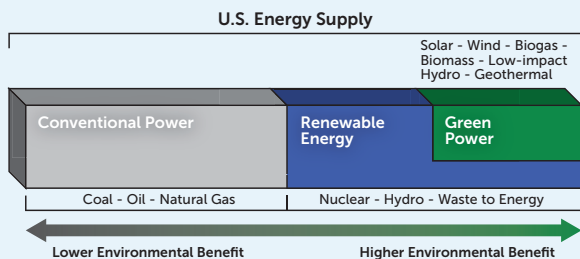 U.S. Energy Supply
Solar - Wind - Biogas -
Biomass - Low-impact
Hydro - Geothermal
Conventional Power
Renewable
Energy
Green
Power
Coal - Oil - Natural Gas
Nuclear - Hydro - Waste to Energy
Lower Environmental Benefit
Higher Environmental Benefit